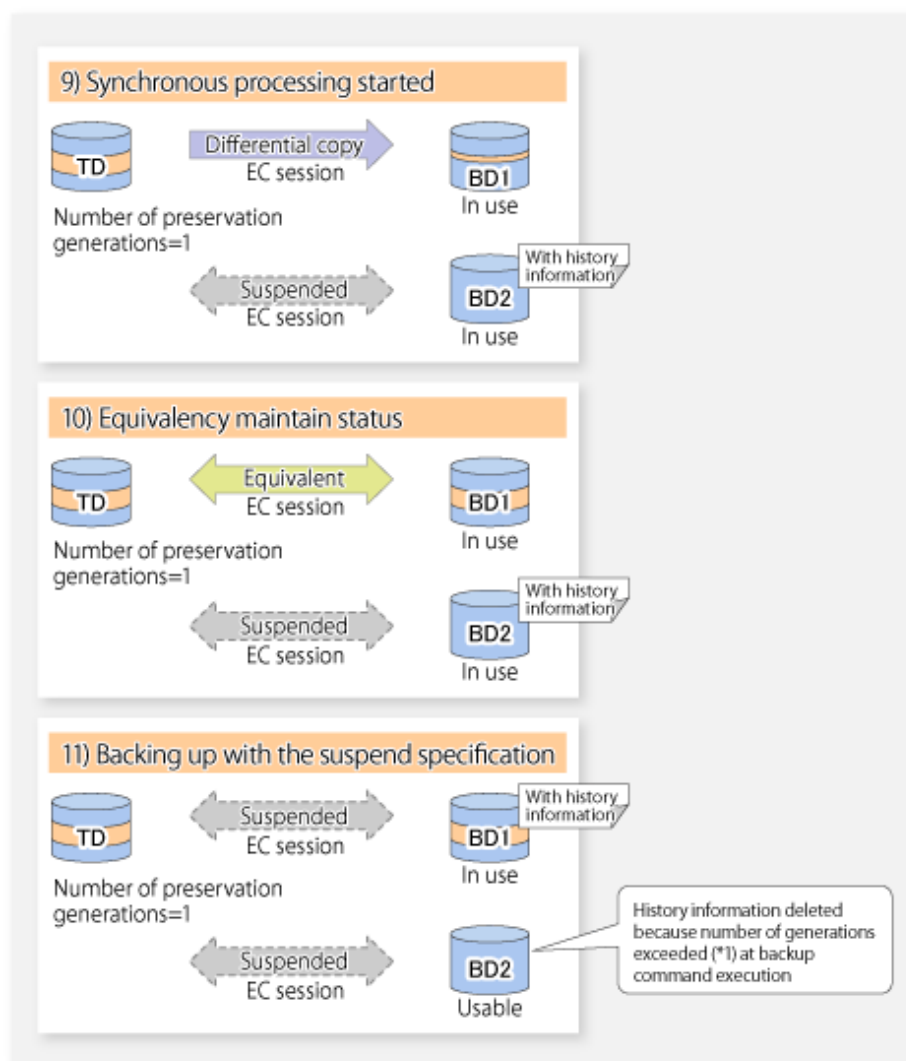 9) Synchronous processing started
TD
Differential copy
EC session
BD1
In use
Number of preservation
generations=1
Suspended
EC session
With history
information
BD2
In use
10) Equivalency maintain status
TD
Equivalent
EC session
BD1
In use
Number of preservation
generations=1
Suspended
EC session
With history
information
BD2
In use
11) Backing up with the suspend specification
TD
Suspended
EC session
With history
information
BD1
In use
Number of preservation
generations=1
Suspended
EC session
BD2
Usable
History information deleted
because number of generations
exceeded (*1) at backup
command execution